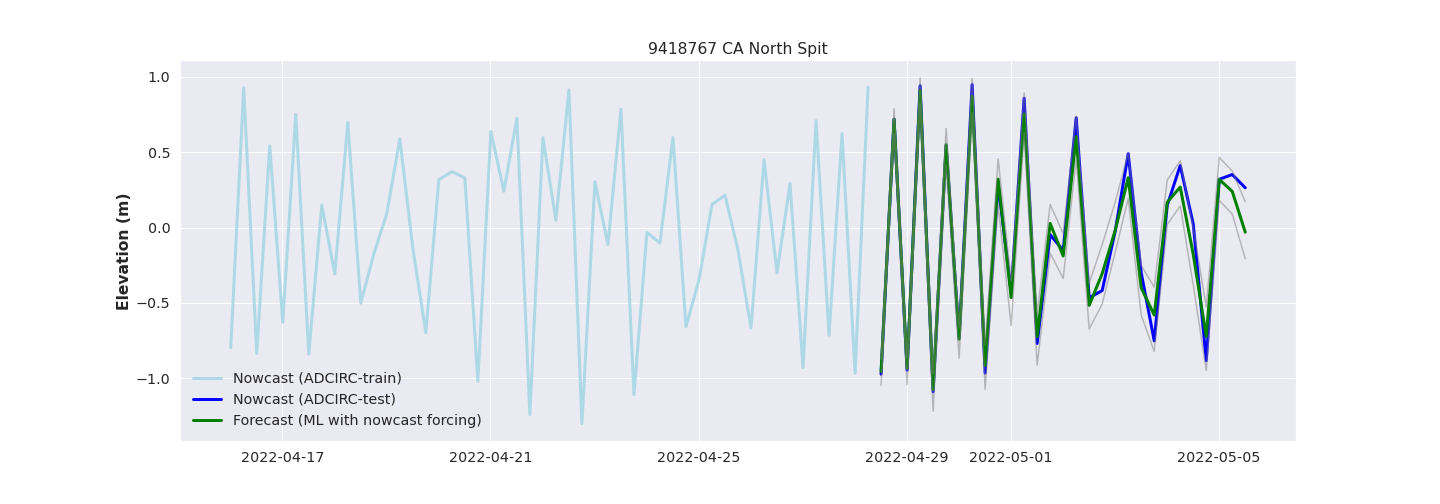 9418767 CA North Spit
Elevation (m)
1.0
0.5
0.0
−0.5
−1.0
Nowcast (ADCIRC-train)
Nowcast (ADCIRC-test)
Forecast (ML with nowcast forcing)
2022-04-17 2022-04-21 2022-04-25 2022-04-29 2022-05-01 2022-05-05